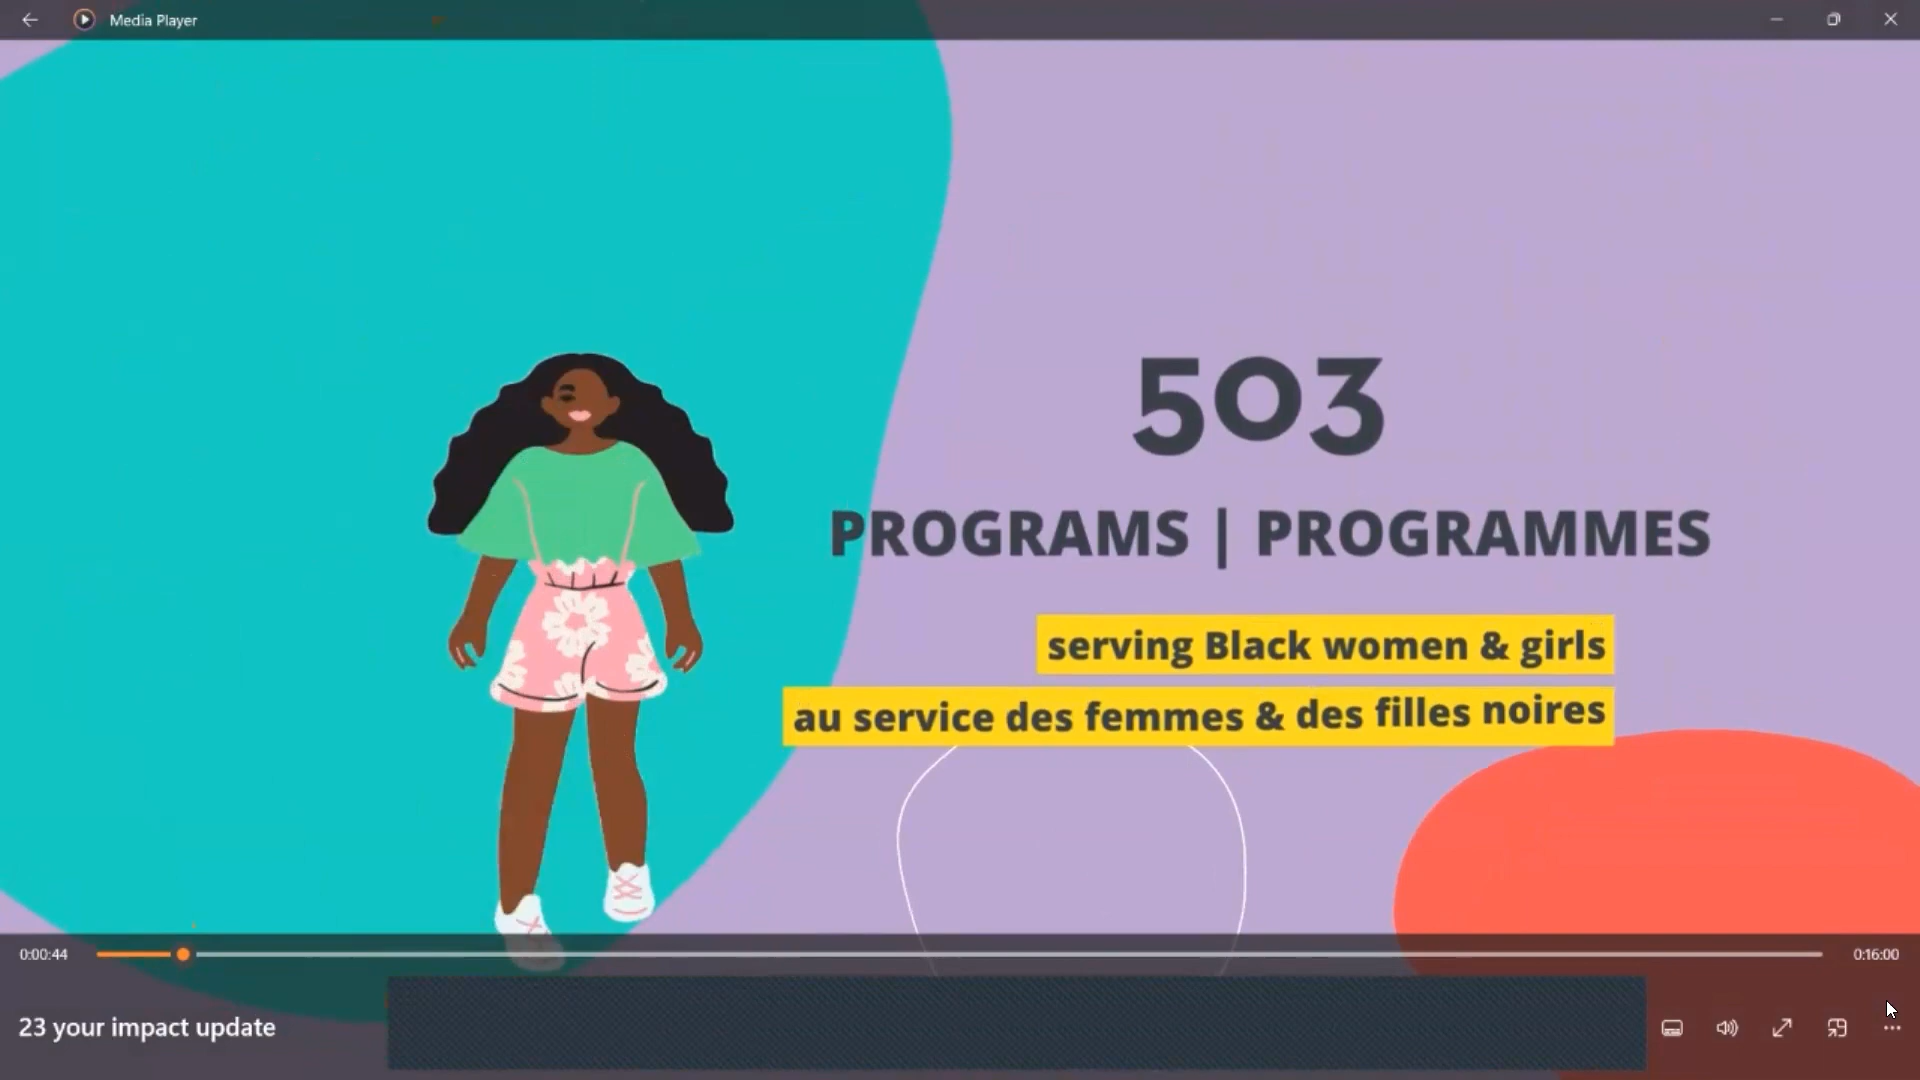 Media Player
503
PROGRAMS | PROGRAMMES
serving Black women & girls
au service des femmes & des filles noires
0:00:44
0:16:00
23 your impact update